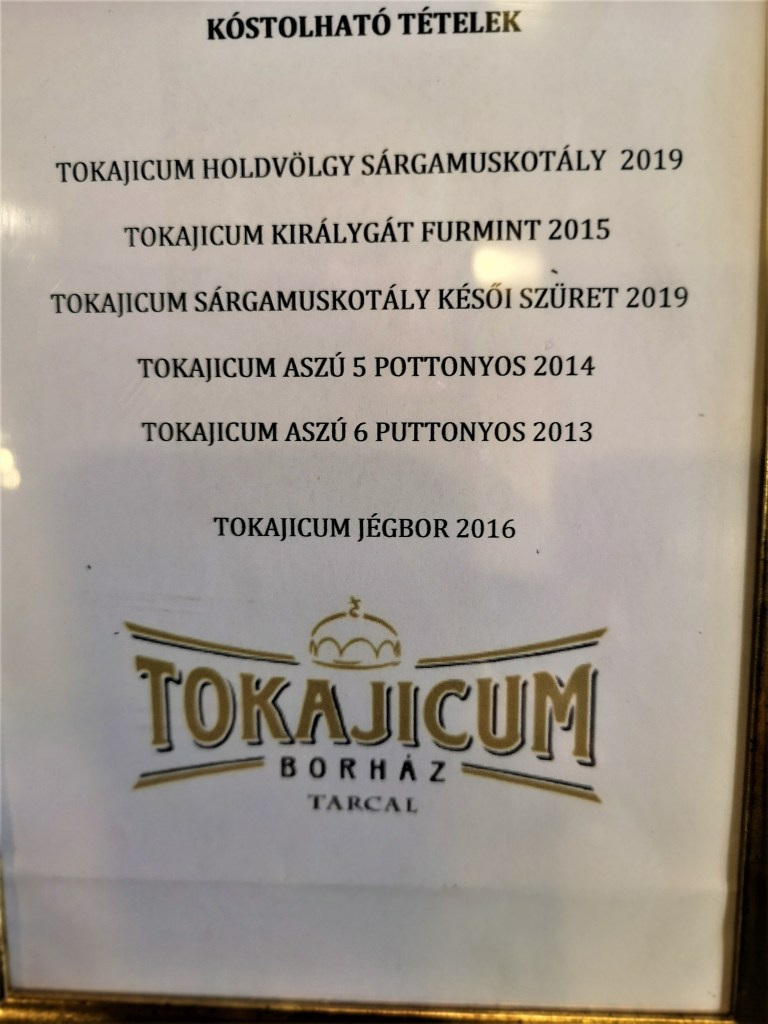 KÓSTOLHATÓ TÉTELEK
TOKAJICUM HOLDVÖLGY SÁRGAMUSKOTÁLY 2019
TOKAJICUM KIRÁLYGÁT FURMINT 2015
TOKAJICUM SÁRGAMUSKOTÁLY KÉSŐI SZÜRET 2019
TOKAJICUM ASZÚ 5 POTTONYOS 2014
TOKAJICUM ASZÚ 6 PUTTONYOS 2013
TOKAJICUM JÉGBOR 2016
TOKAJICUM
BORHÁZ
TARCAL